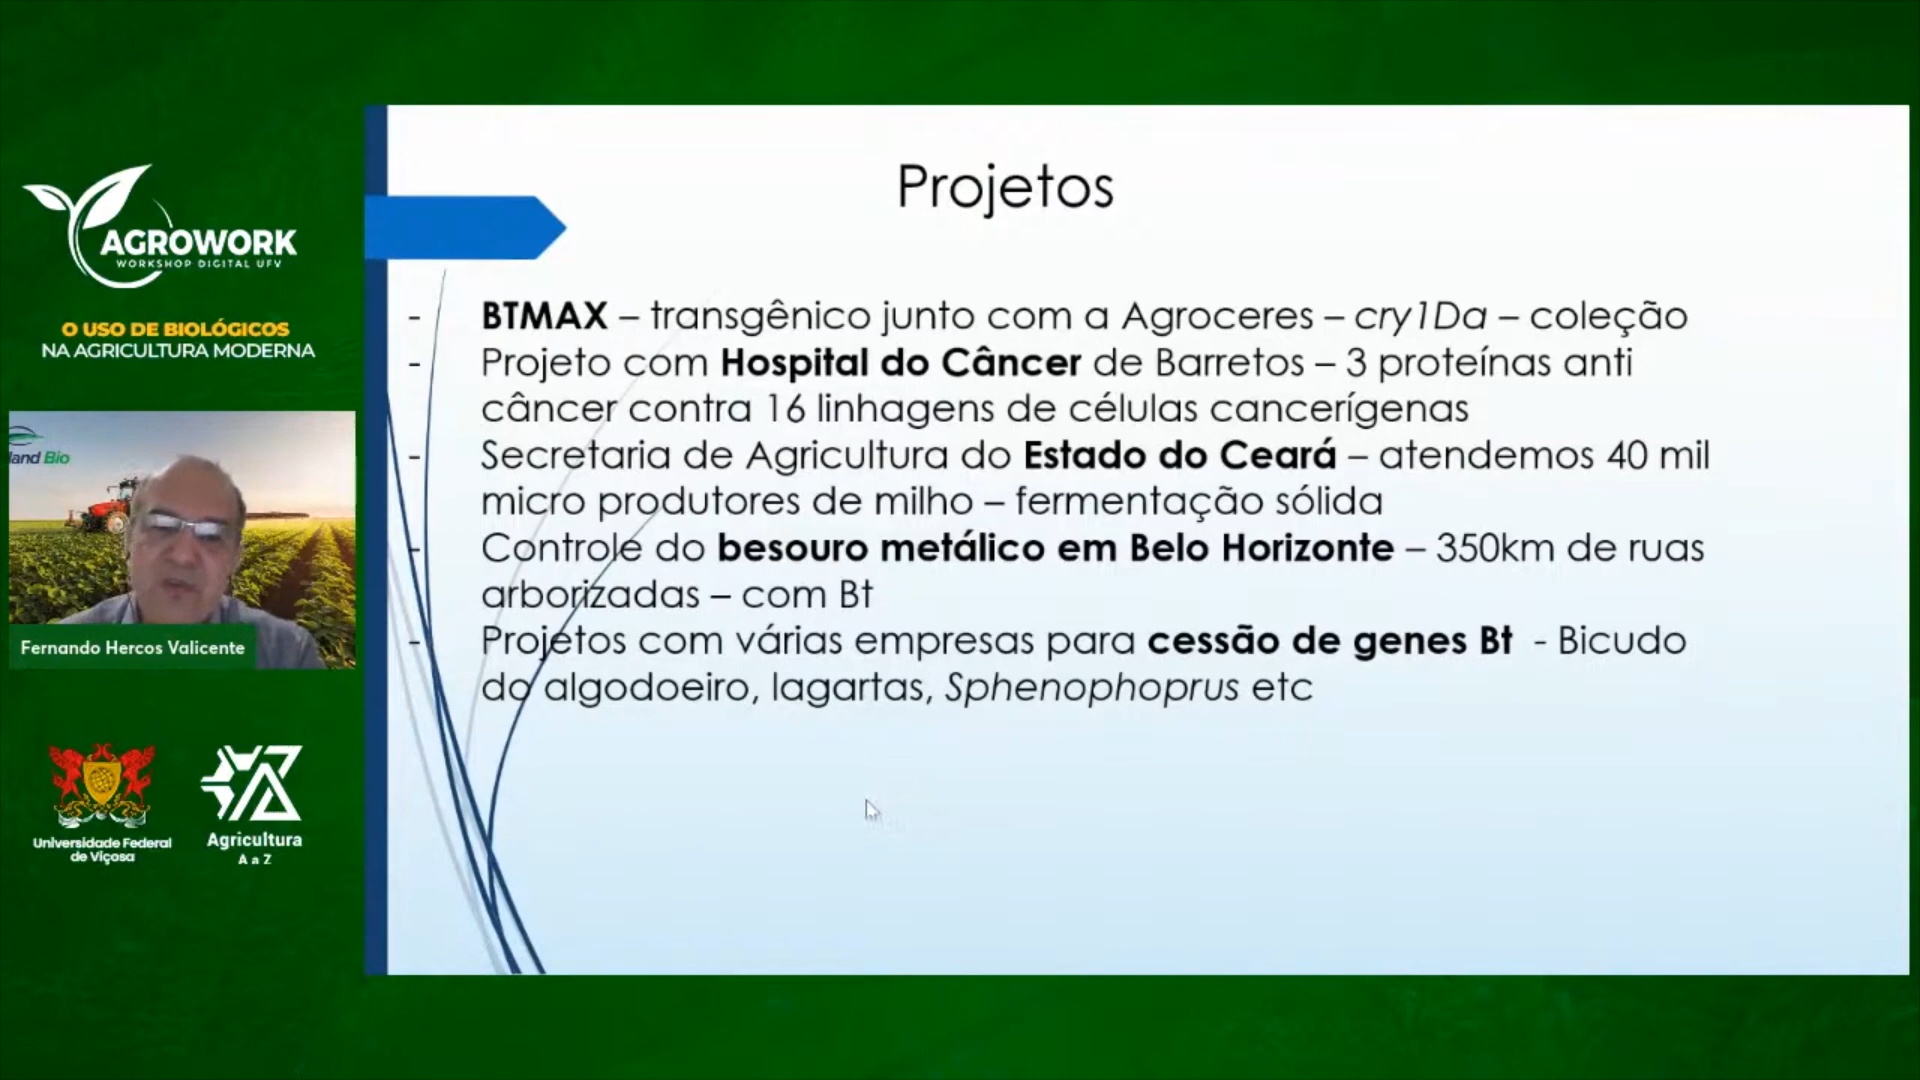 AGROWORK
WORKSHOP DIGITAL UFV
O USO DE BIOLÓGICOS
NA AGRICULTURA MODERNA
land Bio
Fernando Hercos Valicente
Universidade Federal
de Viçosa
Agricultura
A a Z
Projetos
- BTMAX – transgênico junto com a Agroceres – cry1Da – coleção
- Projeto com Hospital do Câncer de Barretos – 3 proteínas anti
câncer contra 16 linhagens de células cancerígenas
- Secretaria de Agricultura do Estado do Ceará – atendemos 40 mil
micro produtores de milho – fermentação sólida
- Controle do besouro metálico em Belo Horizonte – 350km de ruas
arborizadas – com Bt
- Projetos com várias empresas para cessão de genes Bt - Bicudo
do algodoeiro, lagartas, Sphenophoprus etc